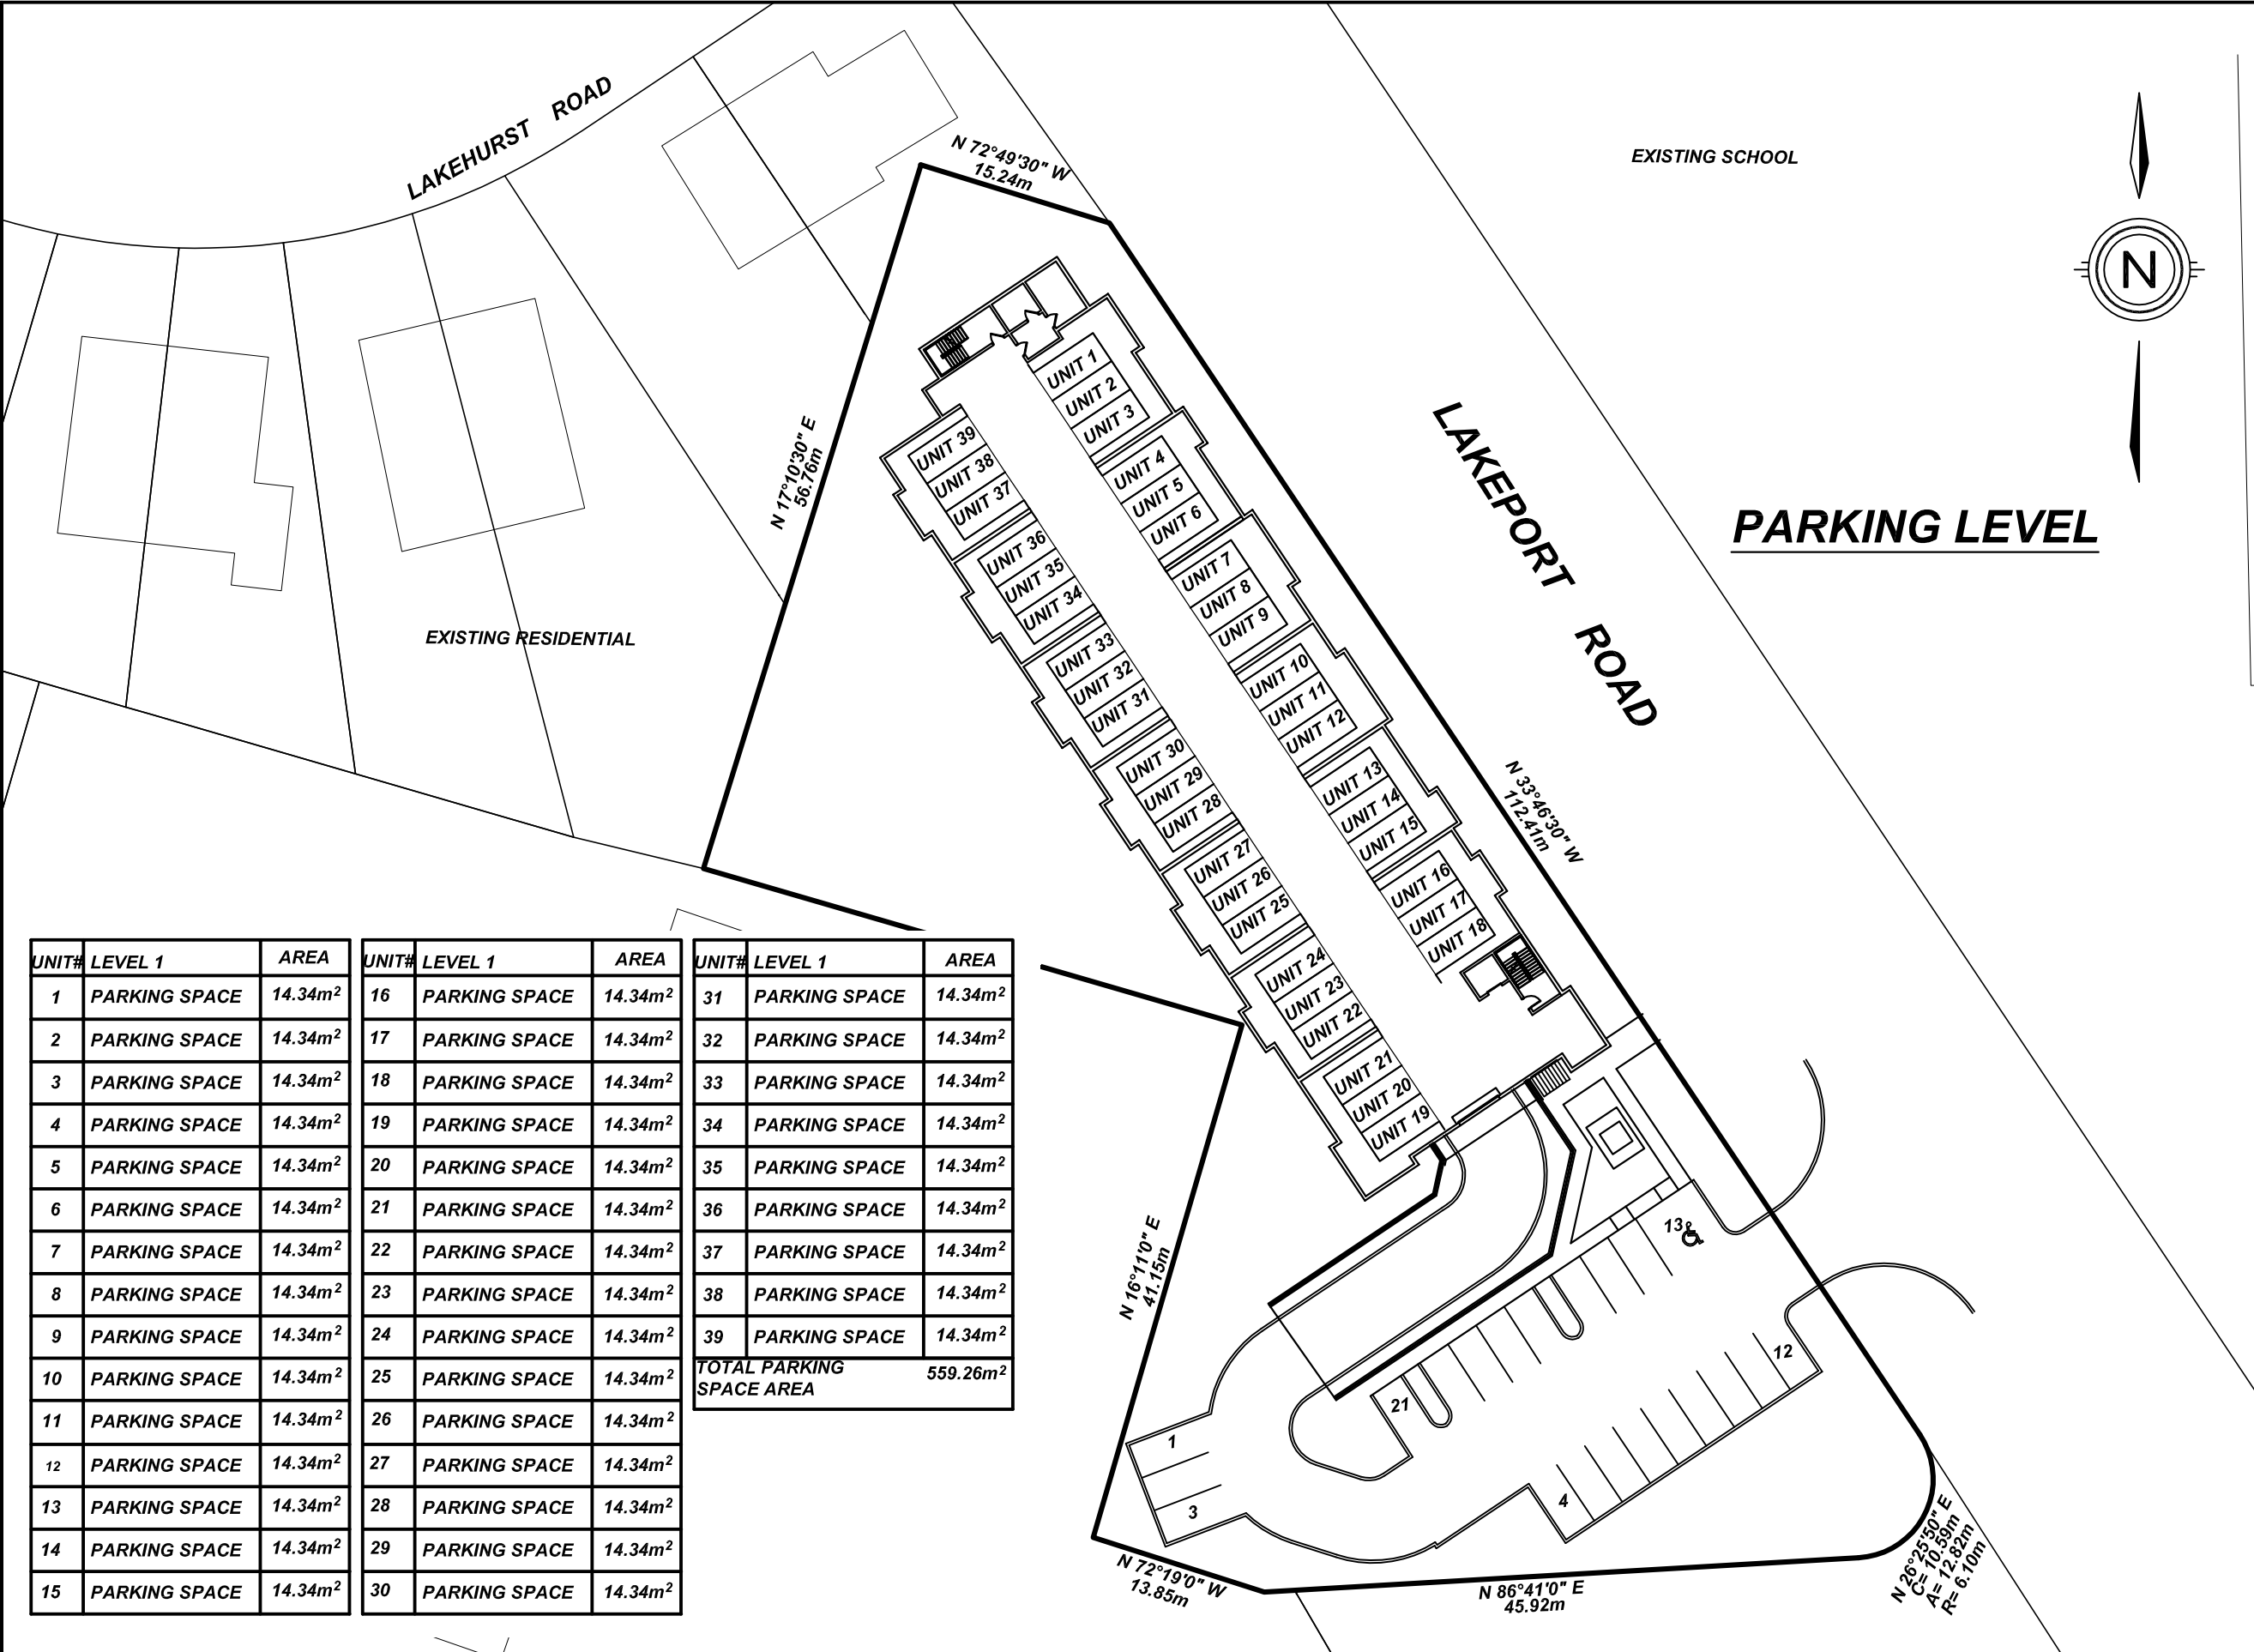 LAKEHURST ROAD
N 72°49'30" W
15.24m
EXISTING SCHOOL
N
PARKING LEVEL
LAKEPORT ROAD
N 17°10'30" E
56.76m
EXISTING RESIDENTIAL
N 33°46'30" W
112.41m
UNIT 1
UNIT 2
UNIT 3
UNIT 4
UNIT 5
UNIT 6
UNIT 7
UNIT 8
UNIT 9
UNIT 10
UNIT 11
UNIT 12
UNIT 13
UNIT 14
UNIT 15
UNIT 16
UNIT 17
UNIT 18
UNIT 39
UNIT 38
UNIT 37
UNIT 36
UNIT 35
UNIT 34
UNIT 33
UNIT 32
UNIT 31
UNIT 30
UNIT 29
UNIT 28
UNIT 27
UNIT 26
UNIT 25
UNIT 24
UNIT 23
UNIT 22
UNIT 21
UNIT 20
UNIT 19
UNIT# LEVEL 1 AREA
1 PARKING SPACE 14.34m²
2 PARKING SPACE 14.34m²
3 PARKING SPACE 14.34m²
4 PARKING SPACE 14.34m²
5 PARKING SPACE 14.34m²
6 PARKING SPACE 14.34m²
7 PARKING SPACE 14.34m²
8 PARKING SPACE 14.34m²
9 PARKING SPACE 14.34m²
10 PARKING SPACE 14.34m²
11 PARKING SPACE 14.34m²
12 PARKING SPACE 14.34m²
13 PARKING SPACE 14.34m²
14 PARKING SPACE 14.34m²
15 PARKING SPACE 14.34m²
UNIT# LEVEL 1 AREA
16 PARKING SPACE 14.34m²
17 PARKING SPACE 14.34m²
18 PARKING SPACE 14.34m²
19 PARKING SPACE 14.34m²
20 PARKING SPACE 14.34m²
21 PARKING SPACE 14.34m²
22 PARKING SPACE 14.34m²
23 PARKING SPACE 14.34m²
24 PARKING SPACE 14.34m²
25 PARKING SPACE 14.34m²
26 PARKING SPACE 14.34m²
27 PARKING SPACE 14.34m²
28 PARKING SPACE 14.34m²
29 PARKING SPACE 14.34m²
30 PARKING SPACE 14.34m²
UNIT# LEVEL 1 AREA
31 PARKING SPACE 14.34m²
32 PARKING SPACE 14.34m²
33 PARKING SPACE 14.34m²
34 PARKING SPACE 14.34m²
35 PARKING SPACE 14.34m²
36 PARKING SPACE 14.34m²
37 PARKING SPACE 14.34m²
38 PARKING SPACE 14.34m²
39 PARKING SPACE 14.34m²
TOTAL PARKING 559.26m²
SPACE AREA
N 16°11'0" E
41.15m
13
12
21
1
3
4
N 72°19'0" W
13.85m
N 86°41'0" E
45.92m
N 26°25'50" E
C= 10.59m
A= 12.82m
R= 6.10m